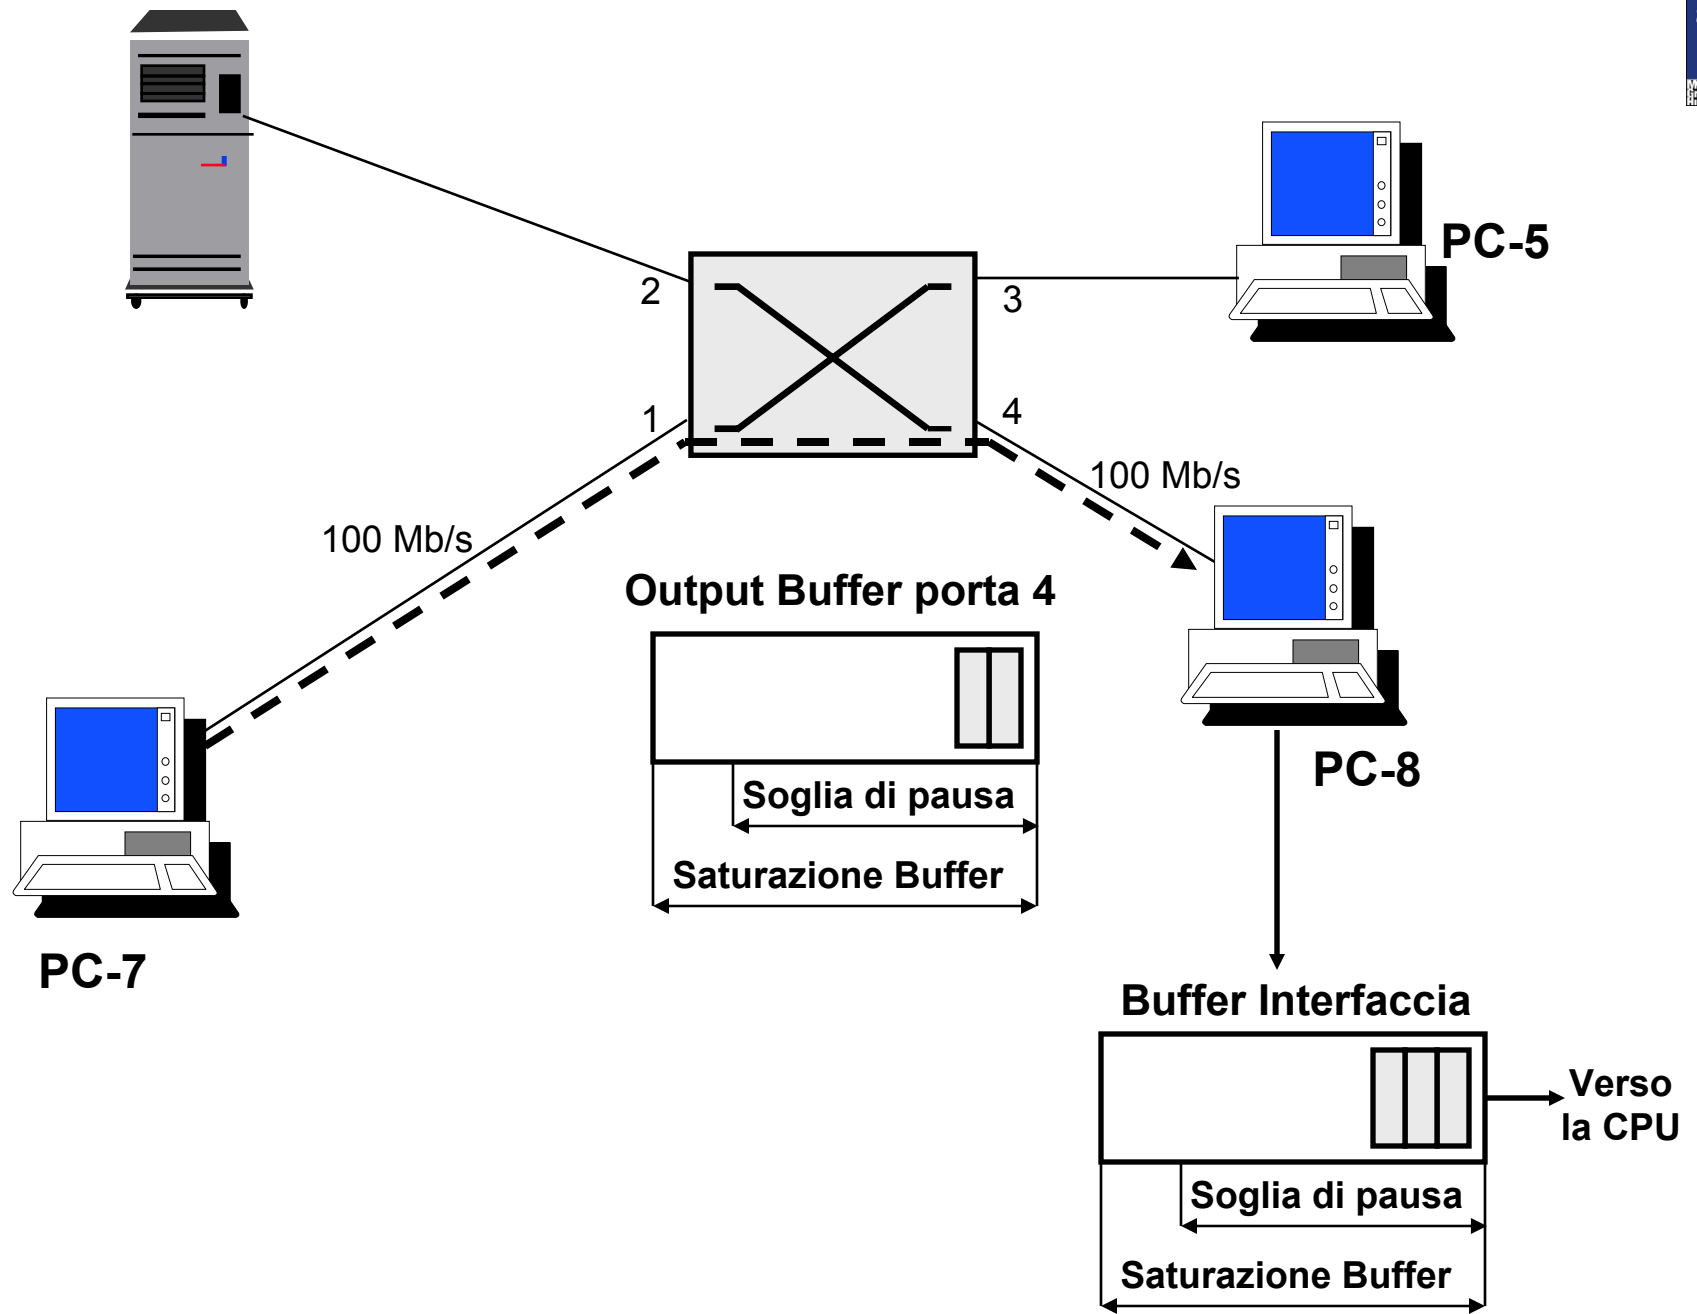 PC-5
2
3
1
4
100 Mb/s
100 Mb/s
Output Buffer porta 4
PC-8
Soglia di pausa
Saturazione Buffer
PC-7
Buffer Interfaccia
Verso
la CPU
Soglia di pausa
Saturazione Buffer